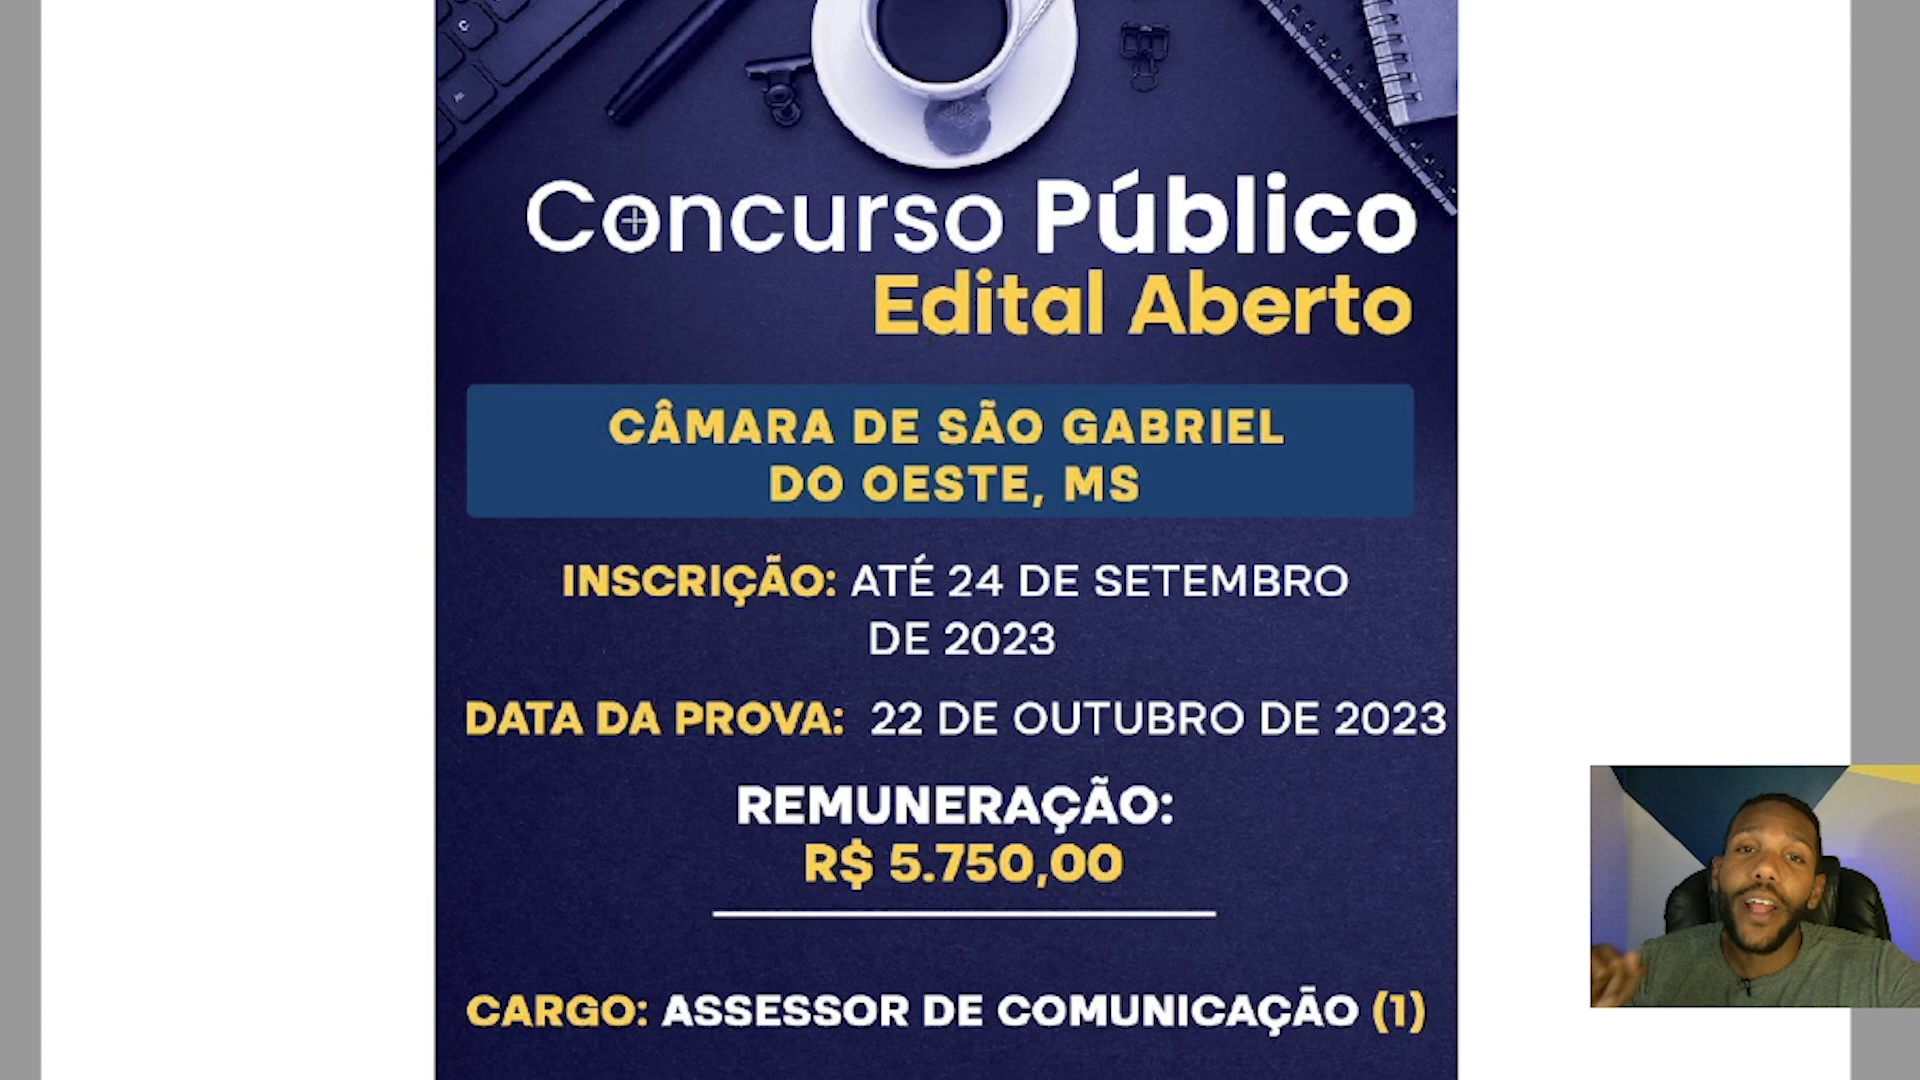 Concurso Público
Edital Aberto
CÂMARA DE SÃO GABRIEL
DO OESTE, MS
INSCRIÇÃO: ATÉ 24 DE SETEMBRO
DE 2023
DATA DA PROVA: 22 DE OUTUBRO DE 2023
REMUNERAÇÃO:
R$ 5.750,00
CARGO: ASSESSOR DE COMUNICAÇÃO (1)